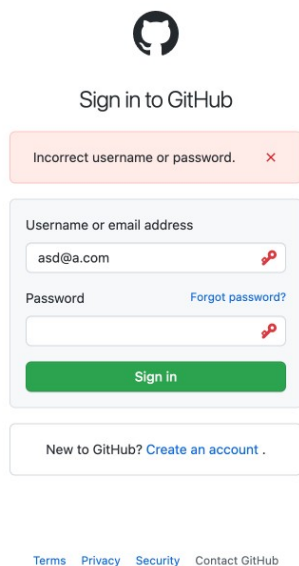 Sign in to GitHub
Incorrect username or password.
Username or email address
asd@a.com
Password Forgot password?
Sign in
New to GitHub? Create an account .
Terms Privacy Security Contact GitHub